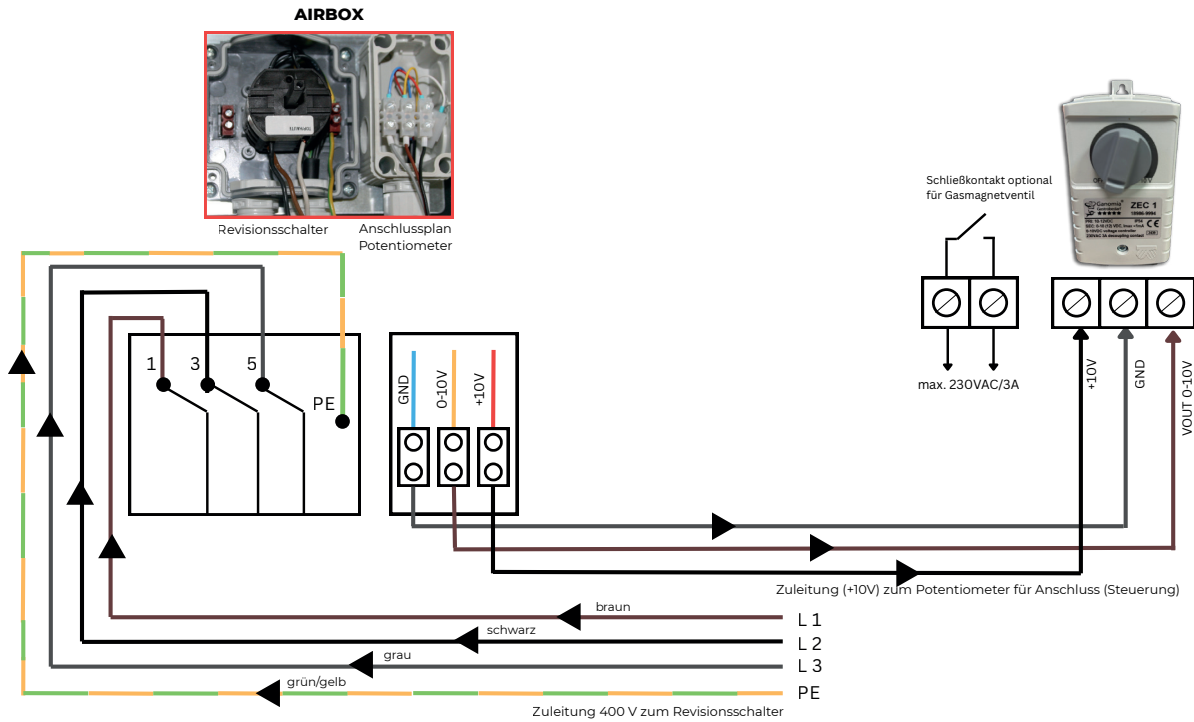 AIRBOX
Revisionsschalter
Anschlussplan
Potentiometer
Schließkontakt optional
für Gasmagnetventil
ZEC 1
max. 230VAC/3A
+10V
GND
VOUT 0-10V
1
3
5
PE
GND
0-10V
+10V
Zuleitung (+10V) zum Potentiometer für Anschluss (Steuerung)
braun
L 1
schwarz
L 2
grau
L 3
grün/gelb
PE
Zuleitung 400 V zum Revisionsschalter